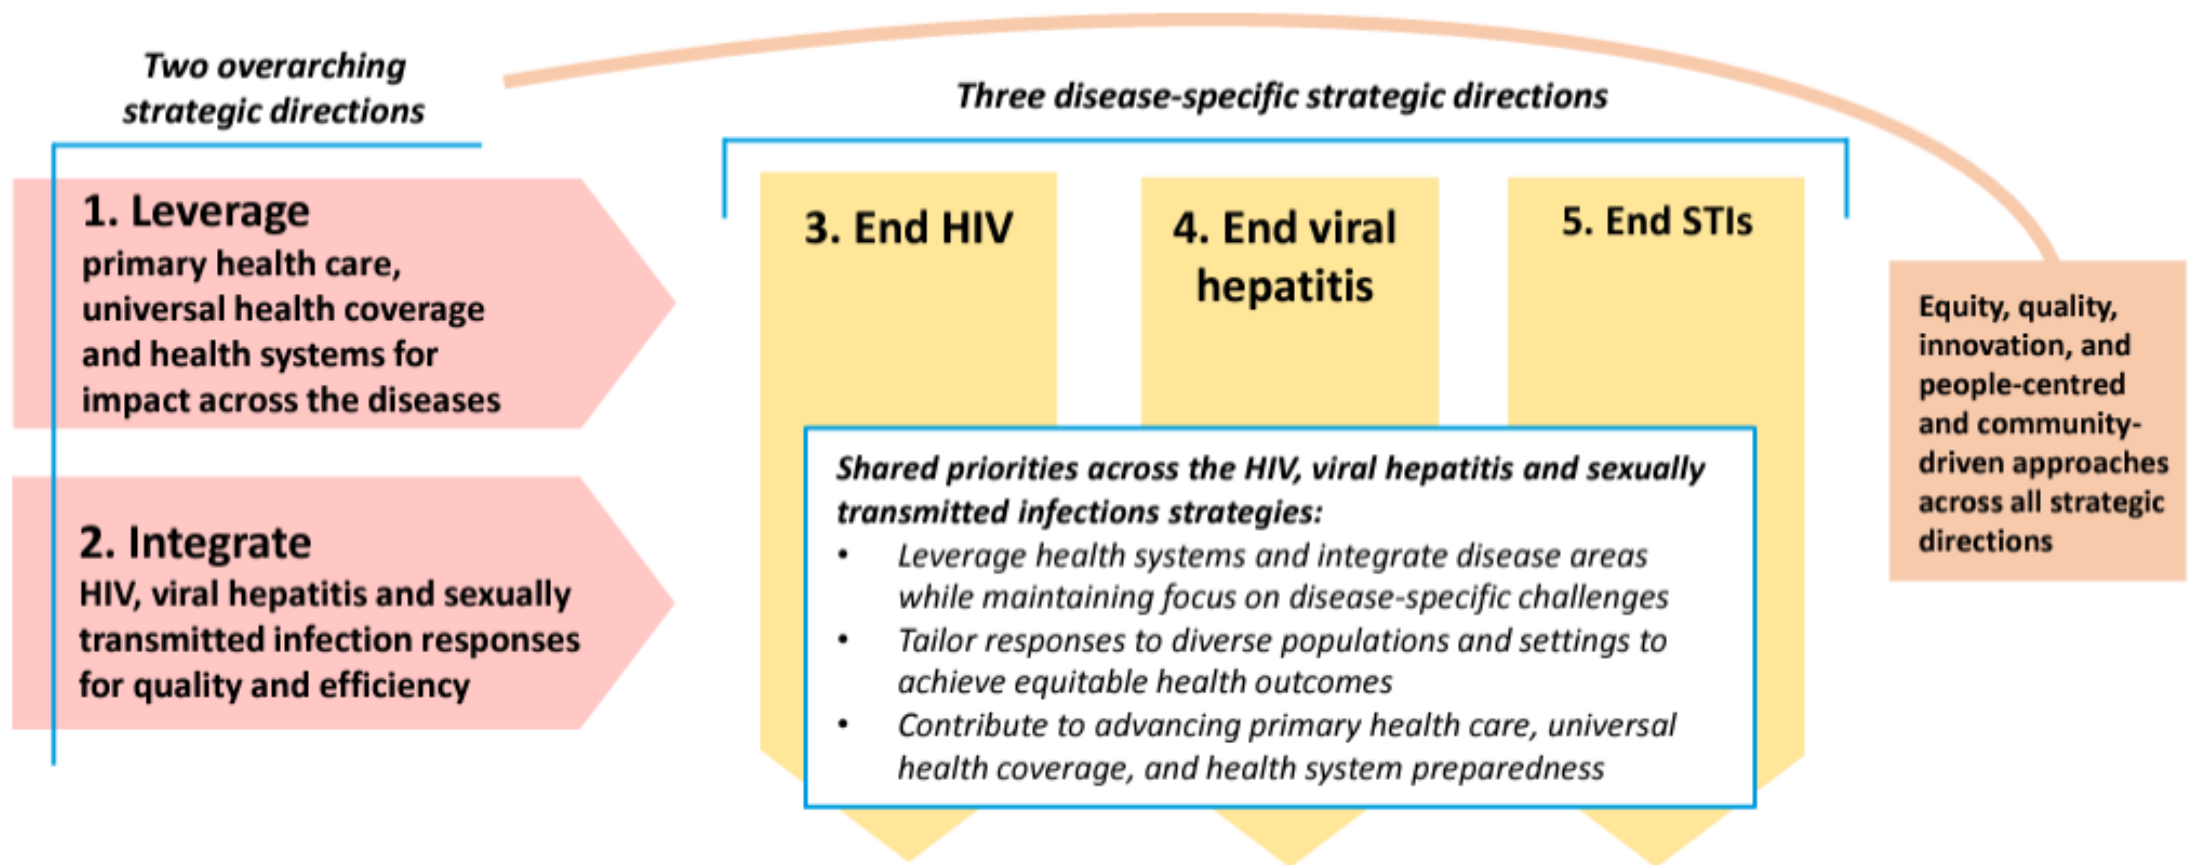 Two overarching
strategic directions
1. Leverage
primary health care,
universal health coverage
and health systems for
impact across the diseases
2. Integrate
HIV, viral hepatitis and sexually
transmitted infection responses
for quality and efficiency
Three disease-specific strategic directions
3. End HIV
4. End viral
hepatitis
5. End STIs
Shared priorities across the HIV, viral hepatitis and sexually
transmitted infections strategies:
• Leverage health systems and integrate disease areas
while maintaining focus on disease-specific challenges
• Tailor responses to diverse populations and settings to
achieve equitable health outcomes
• Contribute to advancing primary health care, universal
health coverage, and health system preparedness
Equity, quality,
innovation, and
people-centred
and community-
driven approaches
across all strategic
directions